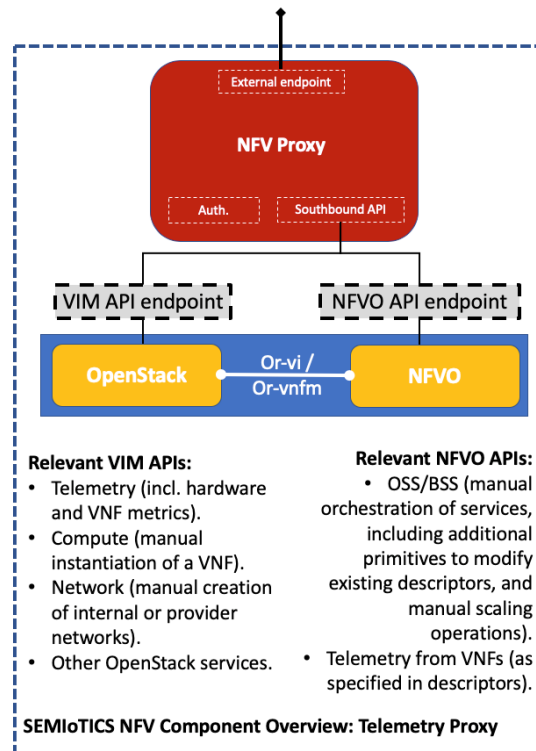 External endpoint
NFV Proxy
Auth.
Southbound API
VIM API endpoint
NFVO API endpoint
OpenStack
Or-vi /
Or-vnfm
NFVO
Relevant VIM APIs:
• Telemetry (incl. hardware
and VNF metrics).
• Compute (manual
instantiation of a VNF).
• Network (manual creation
of internal or provider
networks).
• Other OpenStack services.
Relevant NFVO APIs:
• OSS/BSS (manual
orchestration of services,
including additional
primitives to modify
existing descriptors, and
manual scaling
operations).
• Telemetry from VNFs (as
specified in descriptors).
SEMIoTICS NFV Component Overview: Telemetry Proxy